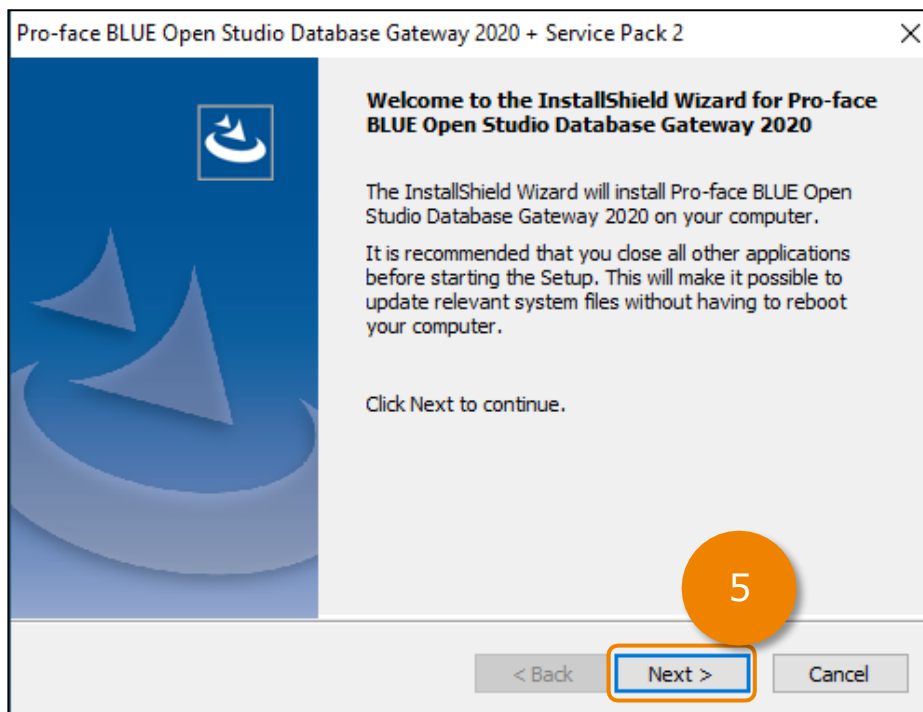 Pro-face BLUE Open Studio Database Gateway 2020 + Service Pack 2
Welcome to the InstallShield Wizard for Pro-face
BLUE Open Studio Database Gateway 2020
The InstallShield Wizard will install Pro-face BLUE Open
Studio Database Gateway 2020 on your computer.
It is recommended that you close all other applications
before starting the Setup. This will make it possible to
update relevant system files without having to reboot
your computer.
Click Next to continue.
5
< Back Next > Cancel